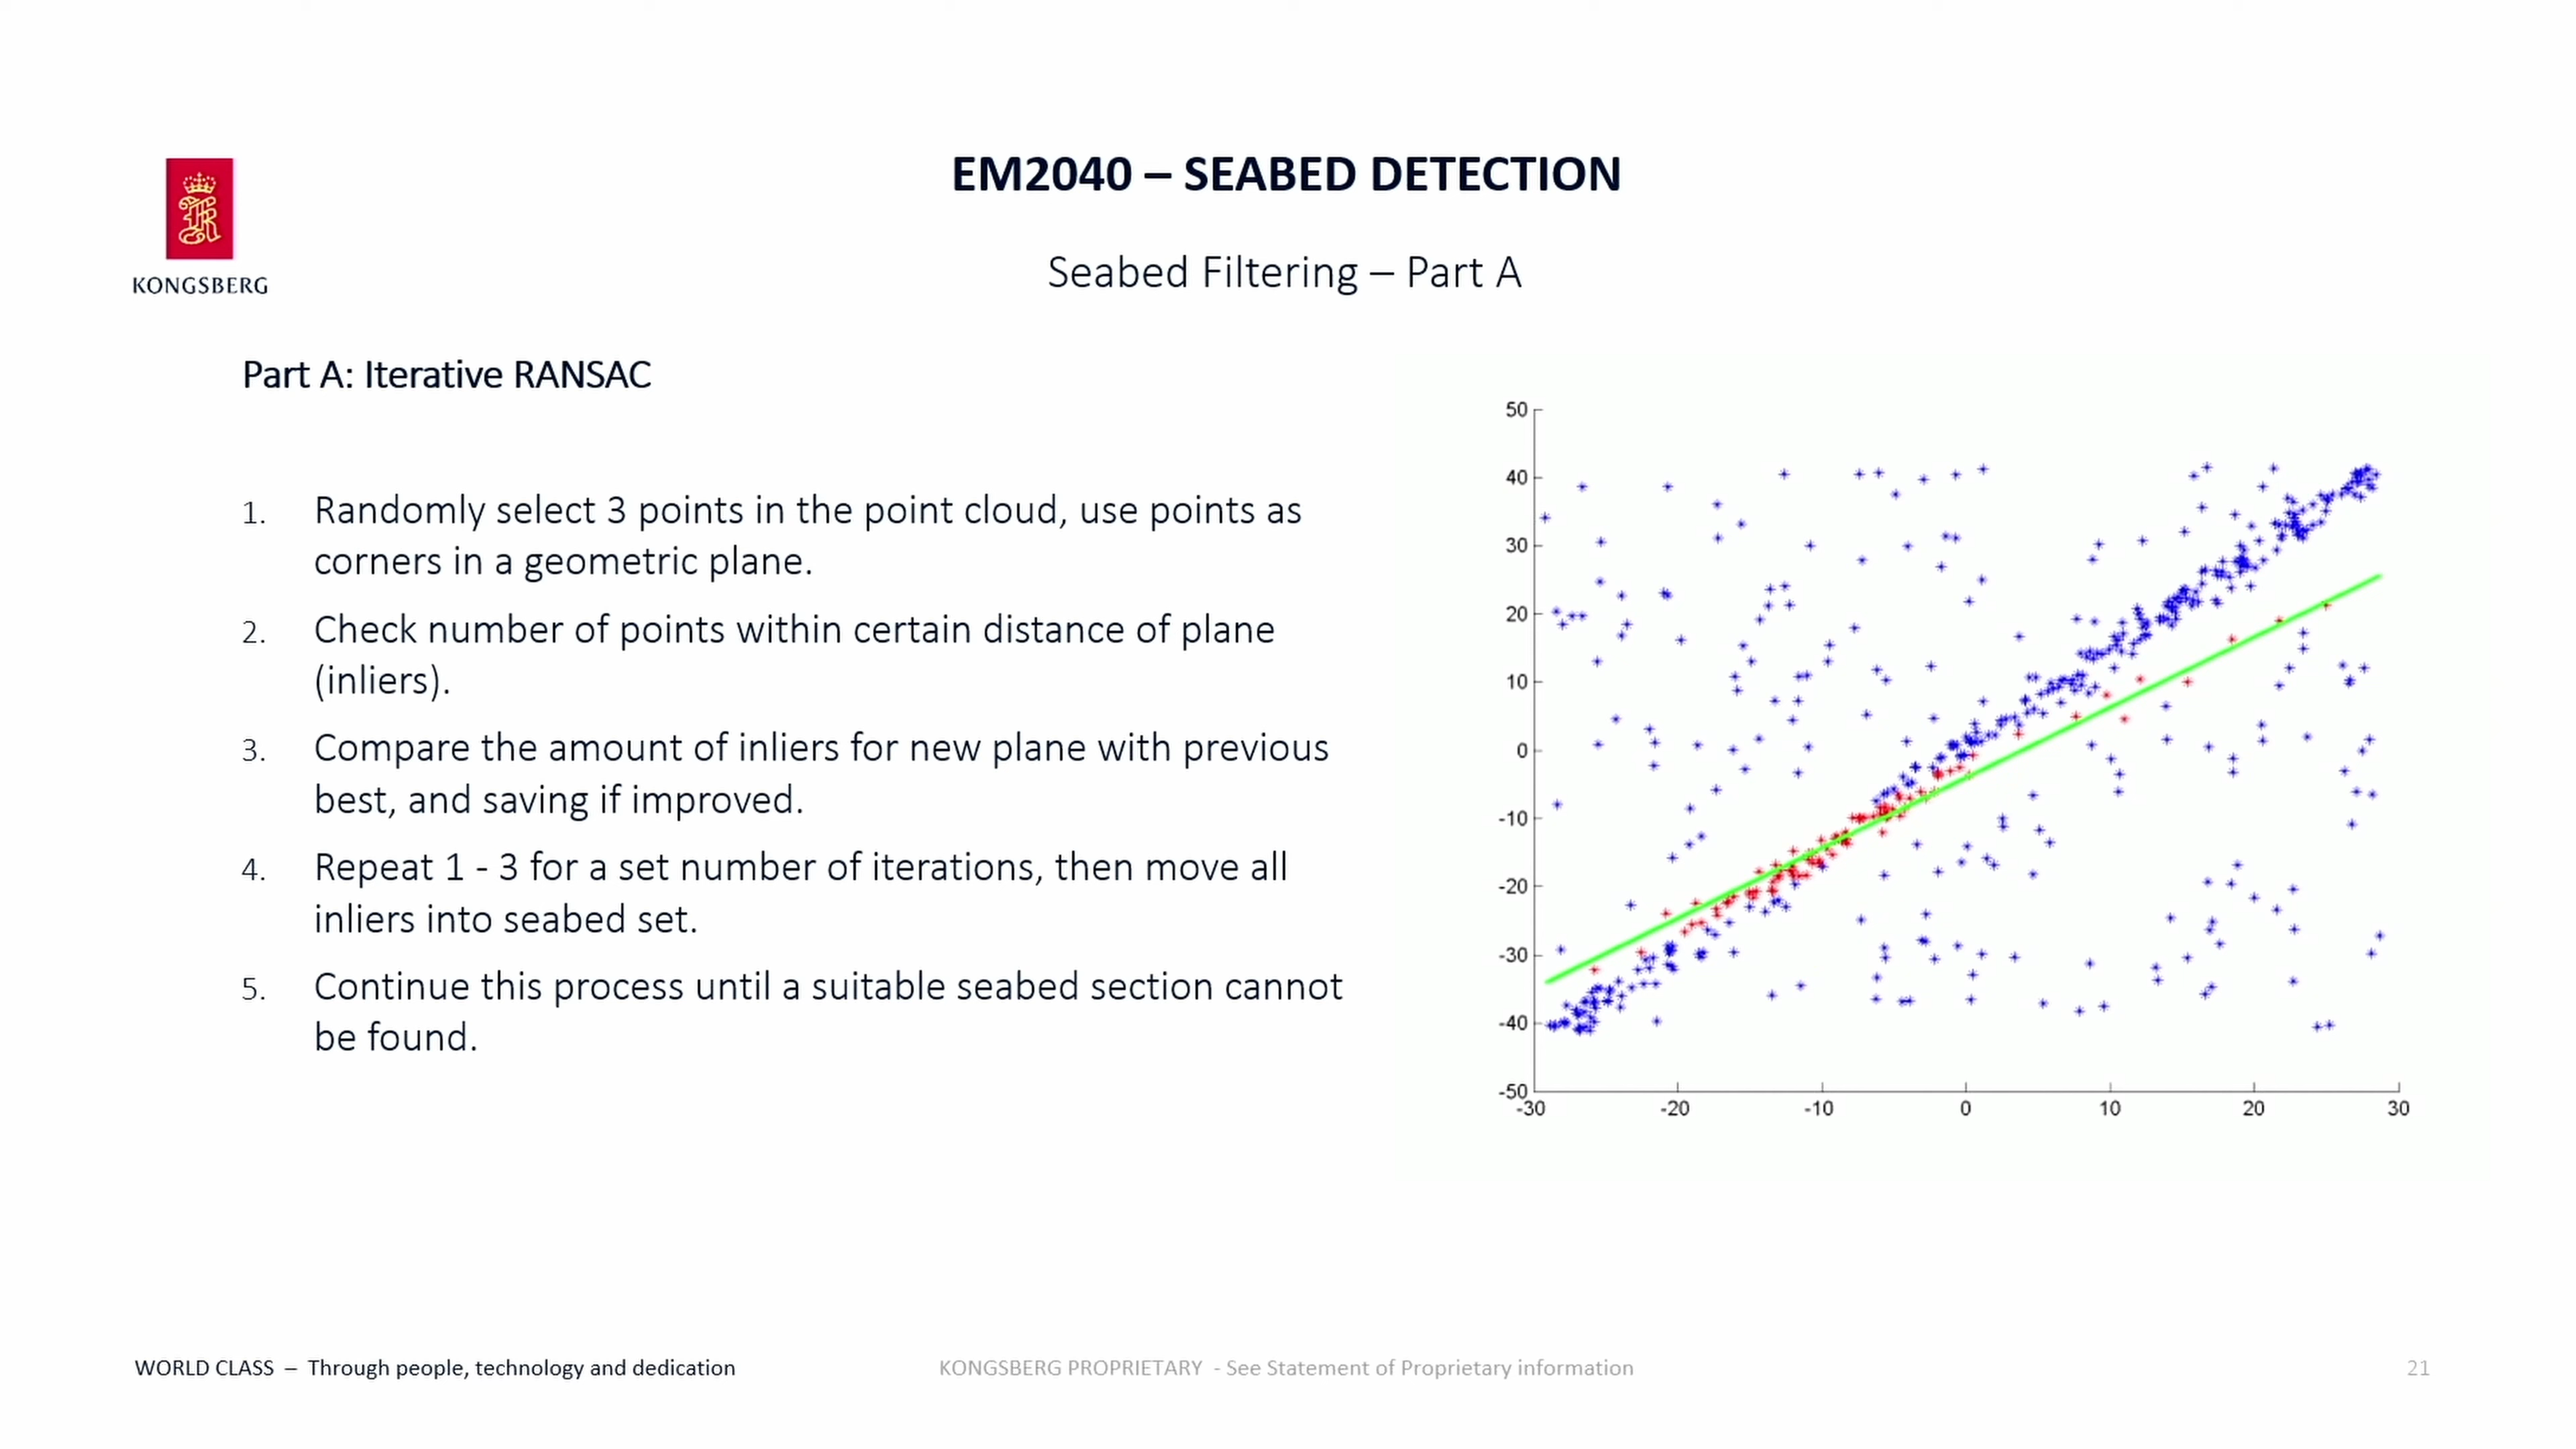 EM2040 – SEABED DETECTION
KONGSBERG
Seabed Filtering – Part A
Part A: Iterative RANSAC
1. Randomly select 3 points in the point cloud, use points as
corners in a geometric plane.
2. Check number of points within certain distance of plane
(inliers).
3. Compare the amount of inliers for new plane with previous
best, and saving if improved.
4. Repeat 1 - 3 for a set number of iterations, then move all
inliers into seabed set.
5. Continue this process until a suitable seabed section cannot
be found.
50
40
30
20
10
0
-10
-20
-30
-40
-50
-30 -20 -10 0 10 20 30
WORLD CLASS – Through people, technology and dedication
KONGSBERG PROPRIETARY - See Statement of Proprietary information
21